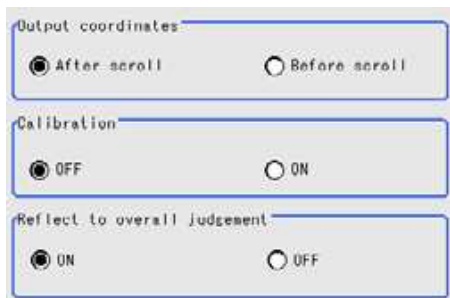 Output coordinates
After scroll Before scroll
Calibration
OFF ON
Reflect to overall judgement
ON OFF